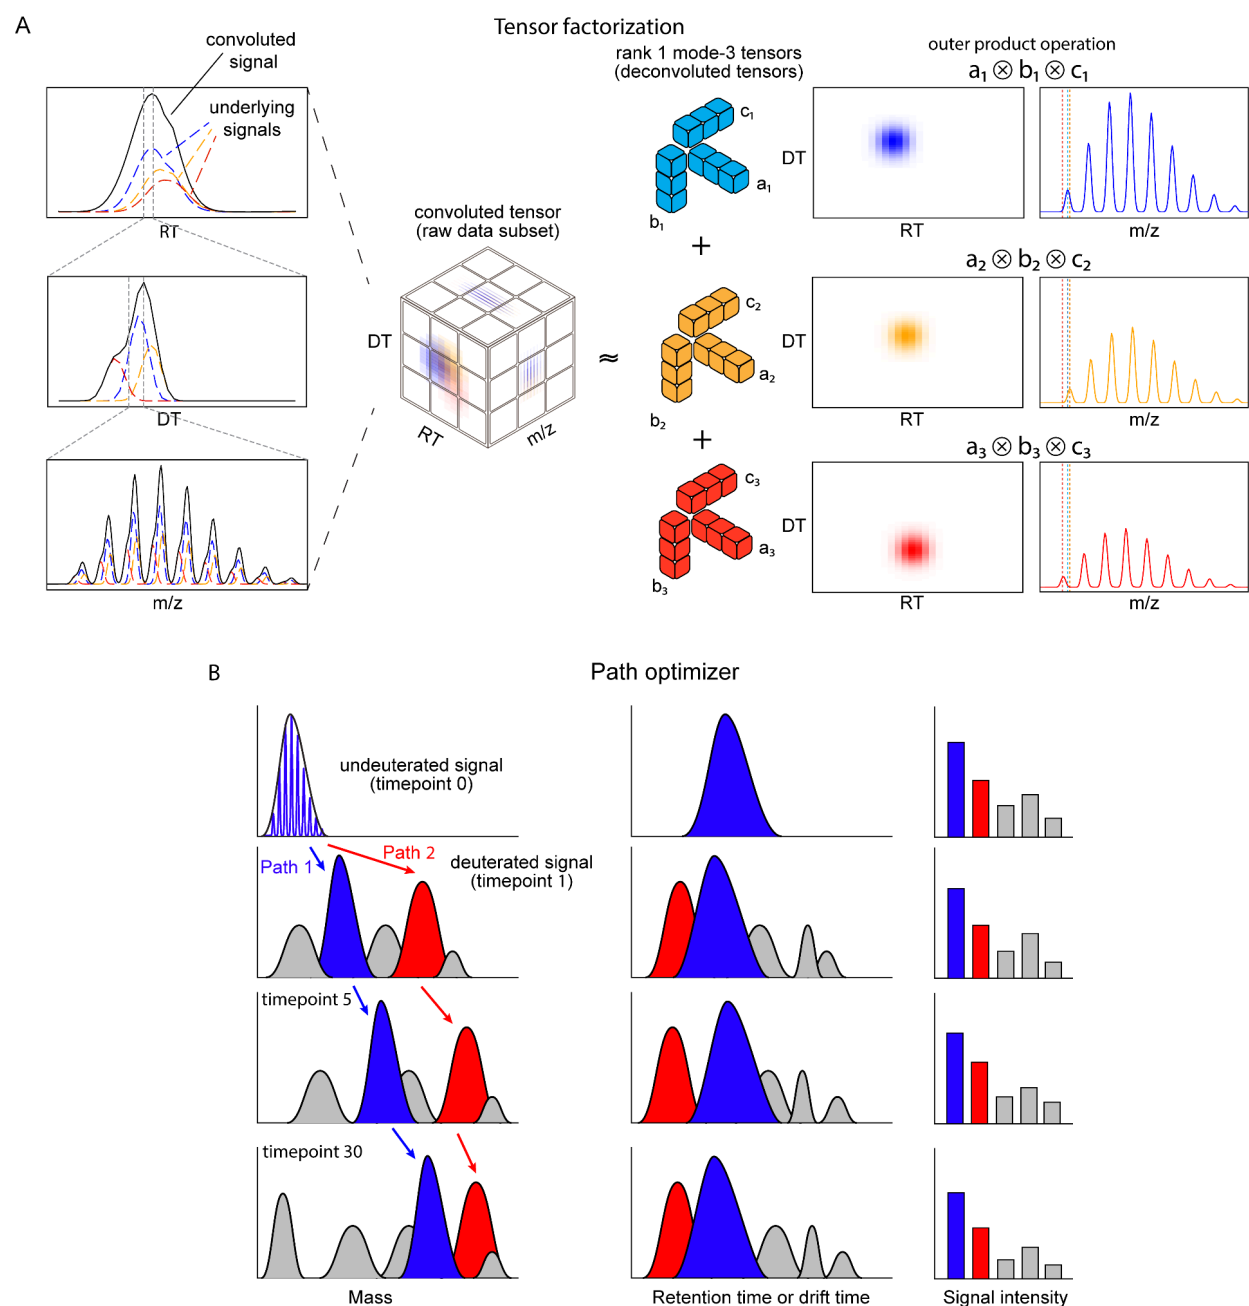 A
Tensor factorization
convoluted
signal
underlying
signals
RT
DT
m/z
convoluted tensor
(raw data subset)
DT
RT
m/z
≈
rank 1 mode-3 tensors
(deconvoluted tensors)
c₁
a₁
b₁
+
c₂
a₂
b₂
+
c₃
a₃
b₃
outer product operation
a₁ ⊗ b₁ ⊗ c₁
DT
RT
m/z
a₂ ⊗ b₂ ⊗ c₂
DT
RT
m/z
a₃ ⊗ b₃ ⊗ c₃
DT
RT
m/z
B
Path optimizer
undeuterated signal
(timepoint 0)
Path 1
Path 2
deuterated signal
(timepoint 1)
timepoint 5
timepoint 30
Mass
Retention time or drift time
Signal intensity